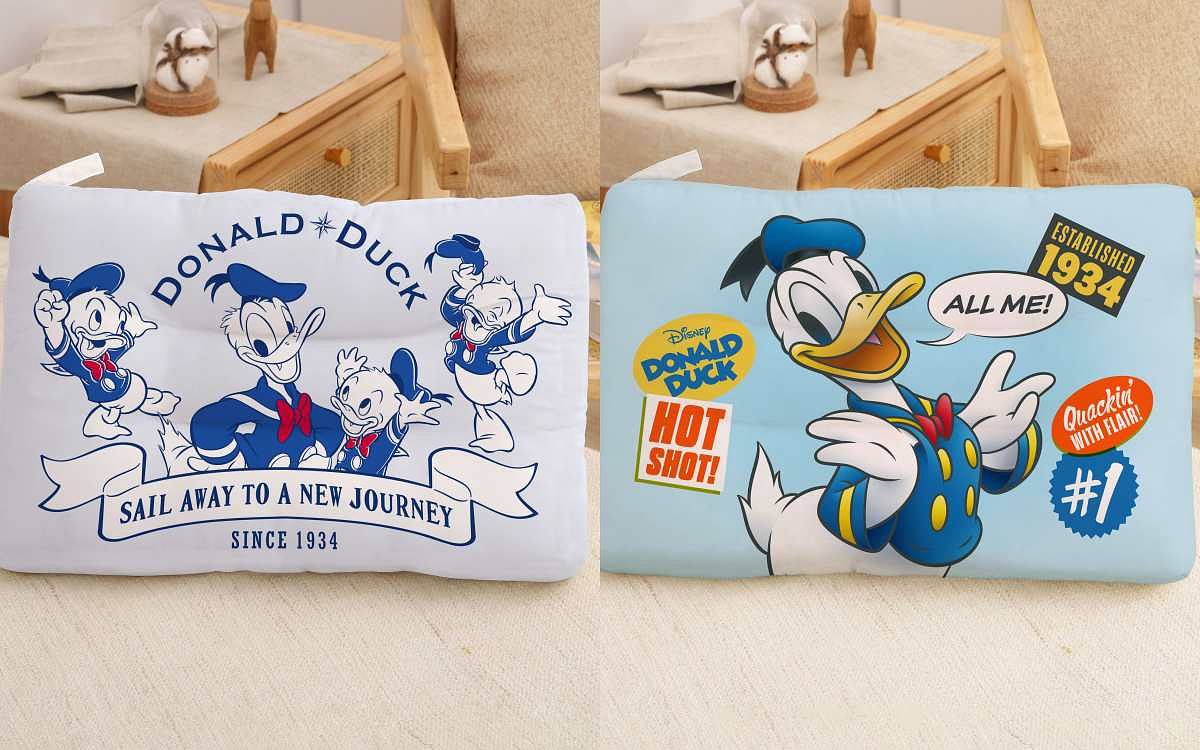 DONALD DUCK
SAIL AWAY TO A NEW JOURNEY
SINCE 1934
ESTABLISHED
1934
ALL ME!
Disney
DONALD
DUCK
HOT
SHOT!
Quackin'
WITH FLAIR!
#1